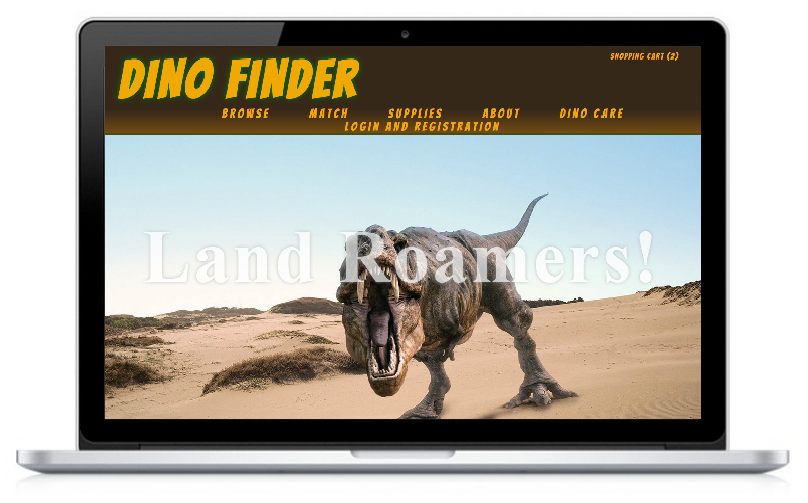 DINO FINDER
SHOPPING CART (2)
BROWSE MATCH SUPPLIES ABOUT DINO CARE
LOGIN AND REGISTRATION
Land Roamers!